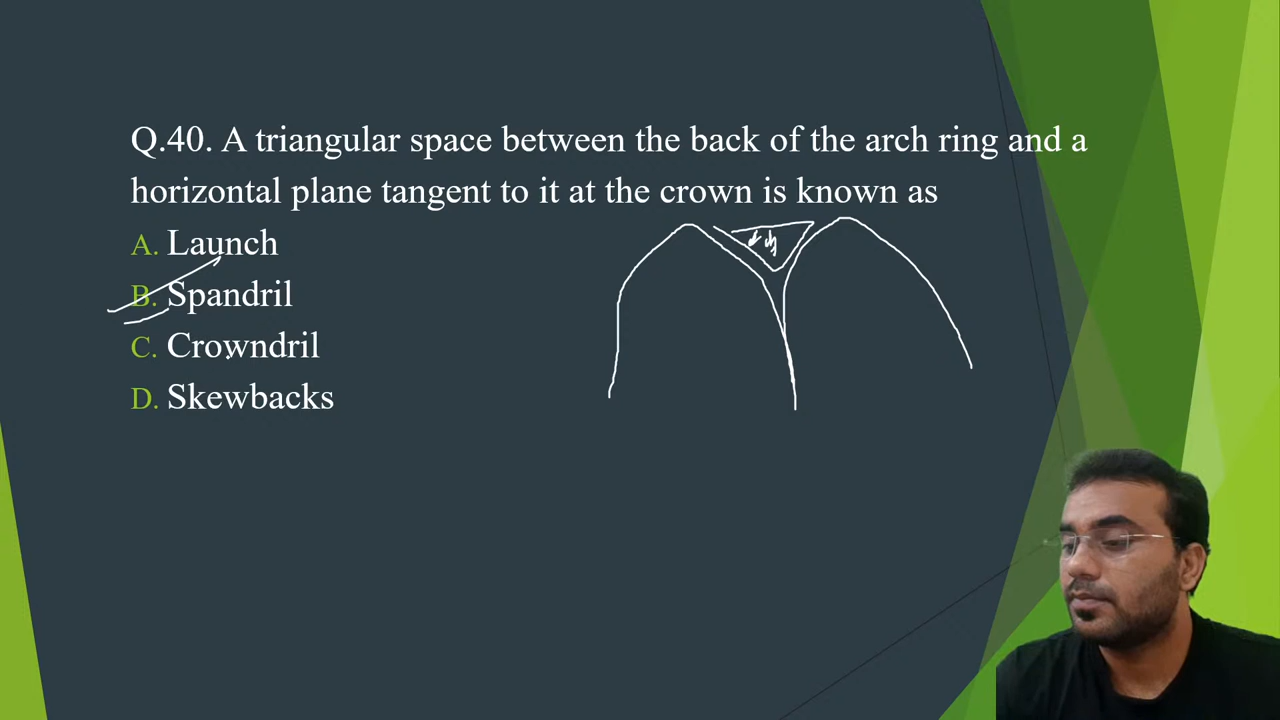 Q.40. A triangular space between the back of the arch ring and a
horizontal plane tangent to it at the crown is known as
A. Launch
B. Spandril
C. Crowndril
D. Skewbacks